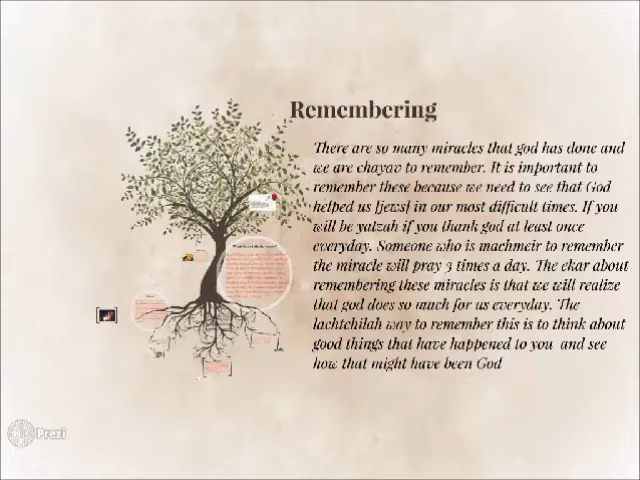 Remembering
There are so many miracles that god has done and
we are chayav to remember. It is important to
remember these because we need to see that God
helped us [jews] in our most difficult times. If you
will be yatzah if you thank god at least once
everyday. Someone who is machmeir to remember
the miracle will pray 3 times a day. The ekar about
remembering these miracles is that we will realize
that god does so much for us everyday. The
lachtchilah way to remember this is to think about
good things that have happened to you and see
how that might have been God
Prezi